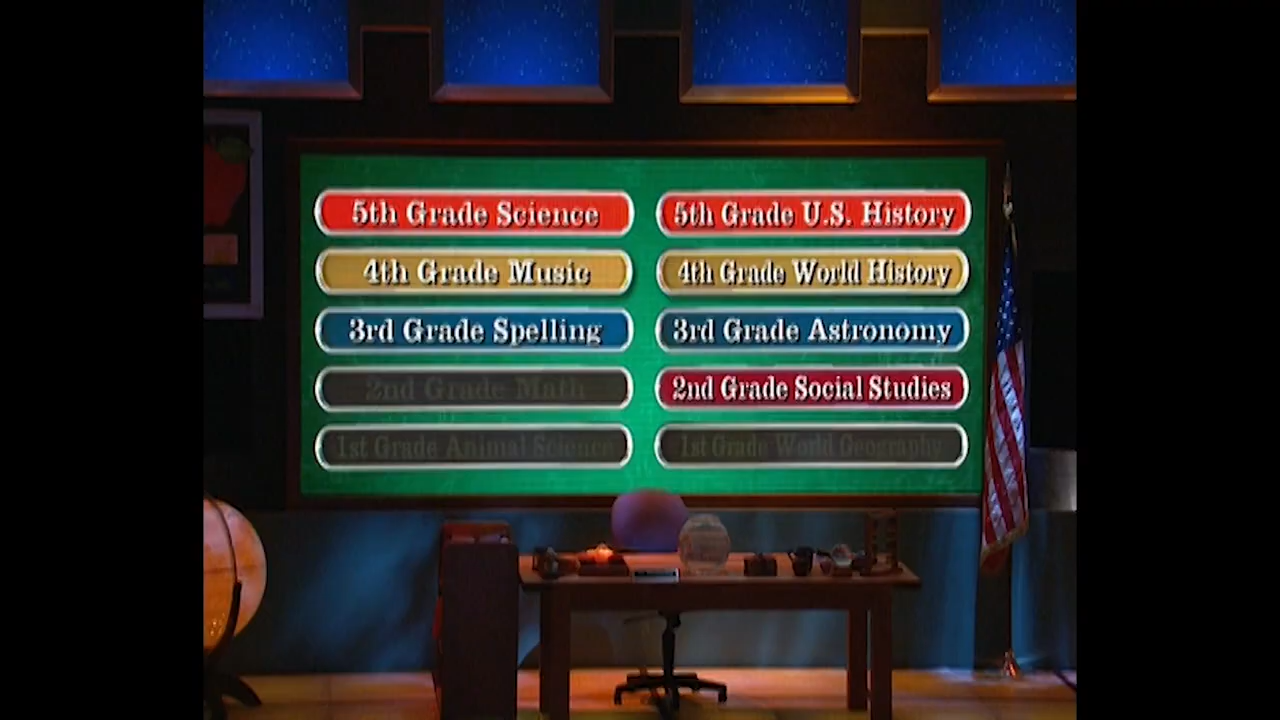 5th Grade Science
5th Grade U.S. History
4th Grade Music
4th Grade World History
3rd Grade Spelling
3rd Grade Astronomy
2nd Grade Math
2nd Grade Social Studies
1st Grade Animal Science
1st Grade World Geography